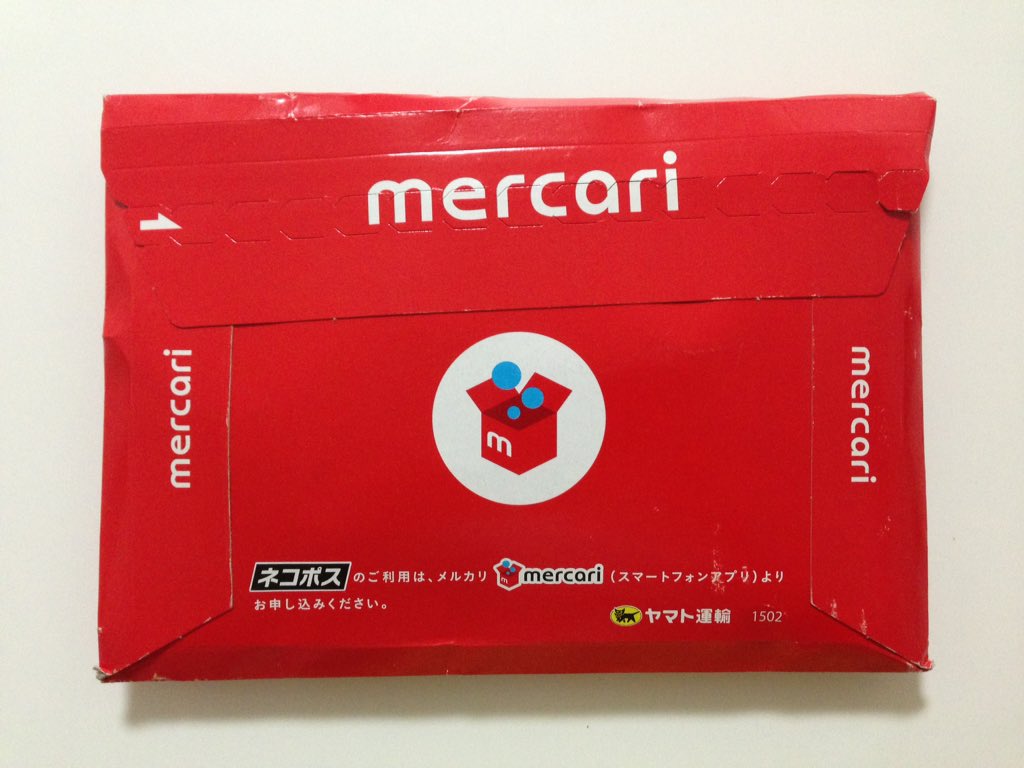 mercari
1
mercari
mercari
m
ネコポス のご利用は、メルカリ mercari (スマートフォンアプリ)より
お申し込みください。
ヤマト運輸 1502